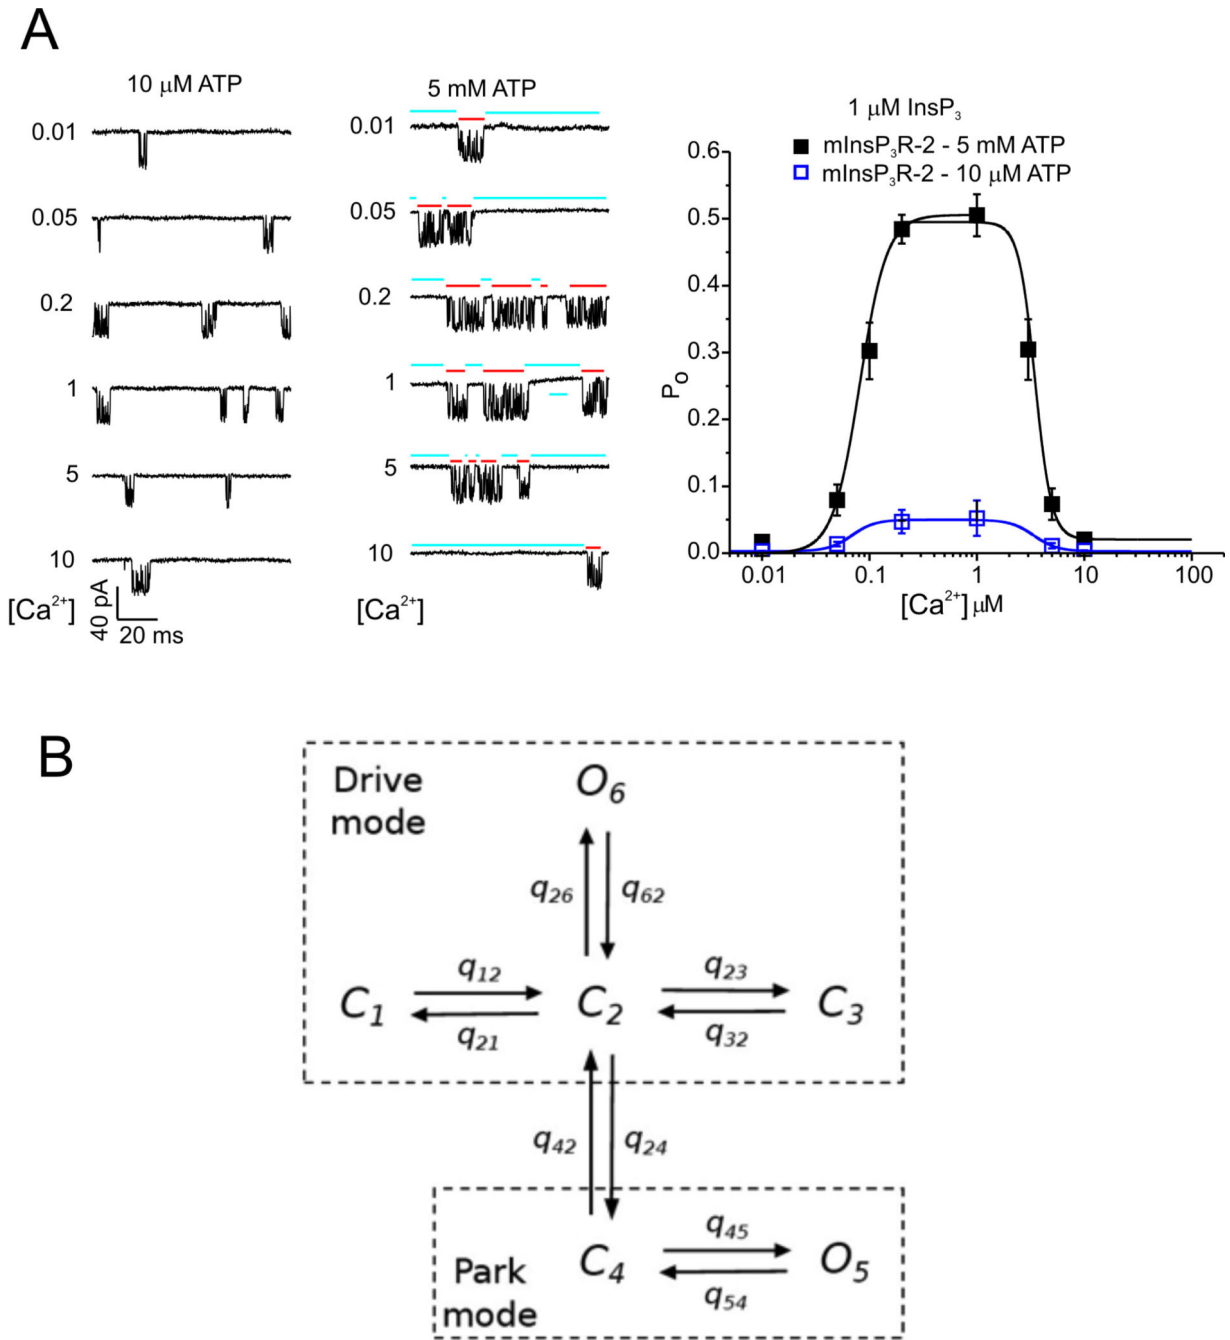 A
10 μM ATP
0.01
0.05
0.2
1
5
10
[Ca²⁺]
40 pA
20 ms
5 mM ATP
0.01
0.05
0.2
1
5
10
[Ca²⁺]
1 μM InsP₃
mInsP₃R-2 - 5 mM ATP
mInsP₃R-2 - 10 μM ATP
0.6
0.5
0.4
0.3
0.2
0.1
0.0
P₀
0.01
0.1
1
10
100
[Ca²⁺] μM
B
Drive
mode
O₆
q₂₆
q₆₂
C₁
q₁₂
q₂₁
C₂
q₂₃
q₃₂
C₃
q₄₂
q₂₄
Park
mode
C₄
q₄₅
q₅₄
O₅